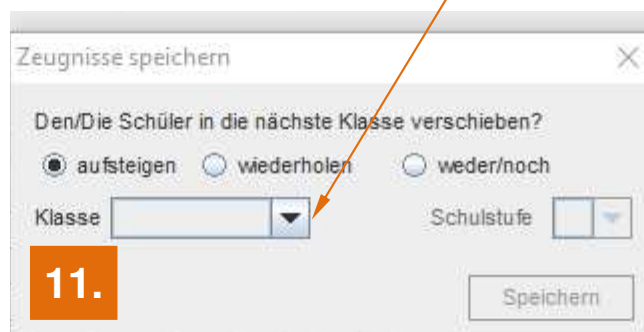 Zeugnisse speichern
Den/Die Schüler in die nächste Klasse verschieben?
aufsteigen wiederholen weder/noch
Klasse Schulstufe
11.
Speichern